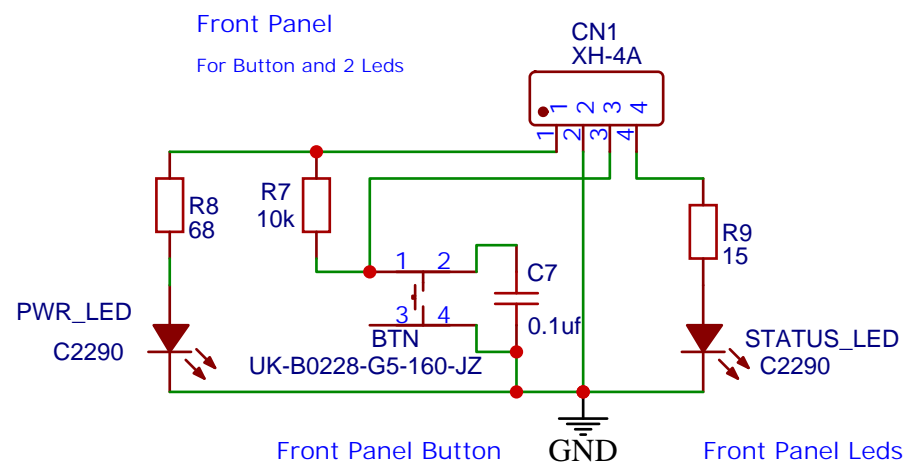 Front Panel
For Button and 2 Leds
CN1
XH-4A
1 2 3 4
1 2 3 4
R8
68
R7
10k
R9
15
1 2
3 4
C7
0.1uf
BTN
UK-B0228-G5-160-JZ
PWR_LED
C2290
STATUS_LED
C2290
GND
Front Panel Button
Front Panel Leds